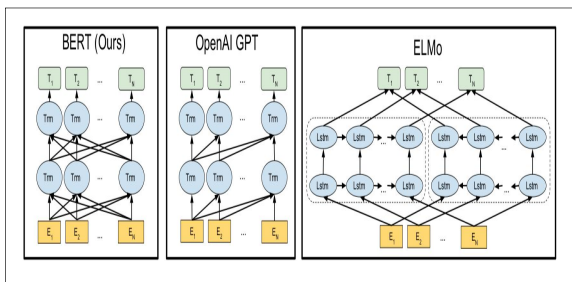 BERT (Ours)
T1 T2 ... TN
Trm Trm ... Trm
Trm Trm ... Trm
E1 E2 ... EN
OpenAI GPT
T1 T2 ... TN
Trm Trm ... Trm
Trm Trm ... Trm
E1 E2 ... EN
ELMo
T1 T2 ... TN
Lstm Lstm ... Lstm Lstm Lstm ... Lstm
Lstm Lstm ... Lstm Lstm Lstm ... Lstm
E1 E2 ... EN